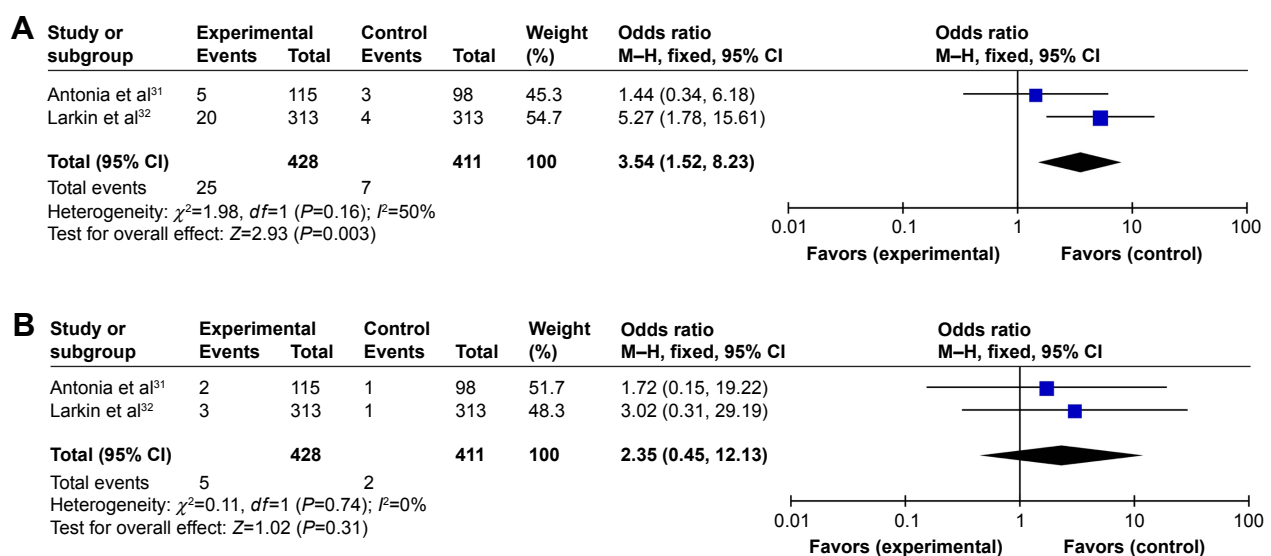 A Study or subgroup Experimental Control Weight Odds ratio Odds ratio
Events Total Events Total (%) M–H, fixed, 95% CI M–H, fixed, 95% CI
Antonia et al31 5 115 3 98 45.3 1.44 (0.34, 6.18)
Larkin et al32 20 313 4 313 54.7 5.27 (1.78, 15.61)
Total (95% CI) 428 411 100 3.54 (1.52, 8.23)
Total events 25 7
Heterogeneity: χ²=1.98, df=1 (P=0.16); I²=50%
Test for overall effect: Z=2.93 (P=0.003)
0.01 0.1 1 10 100
Favors (experimental) Favors (control)
B Study or subgroup Experimental Control Weight Odds ratio Odds ratio
Events Total Events Total (%) M–H, fixed, 95% CI M–H, fixed, 95% CI
Antonia et al31 2 115 1 98 51.7 1.72 (0.15, 19.22)
Larkin et al32 3 313 1 313 48.3 3.02 (0.31, 29.19)
Total (95% CI) 428 411 100 2.35 (0.45, 12.13)
Total events 5 2
Heterogeneity: χ²=0.11, df=1 (P=0.74); I²=0%
Test for overall effect: Z=1.02 (P=0.31)
0.01 0.1 1 10 100
Favors (experimental) Favors (control)